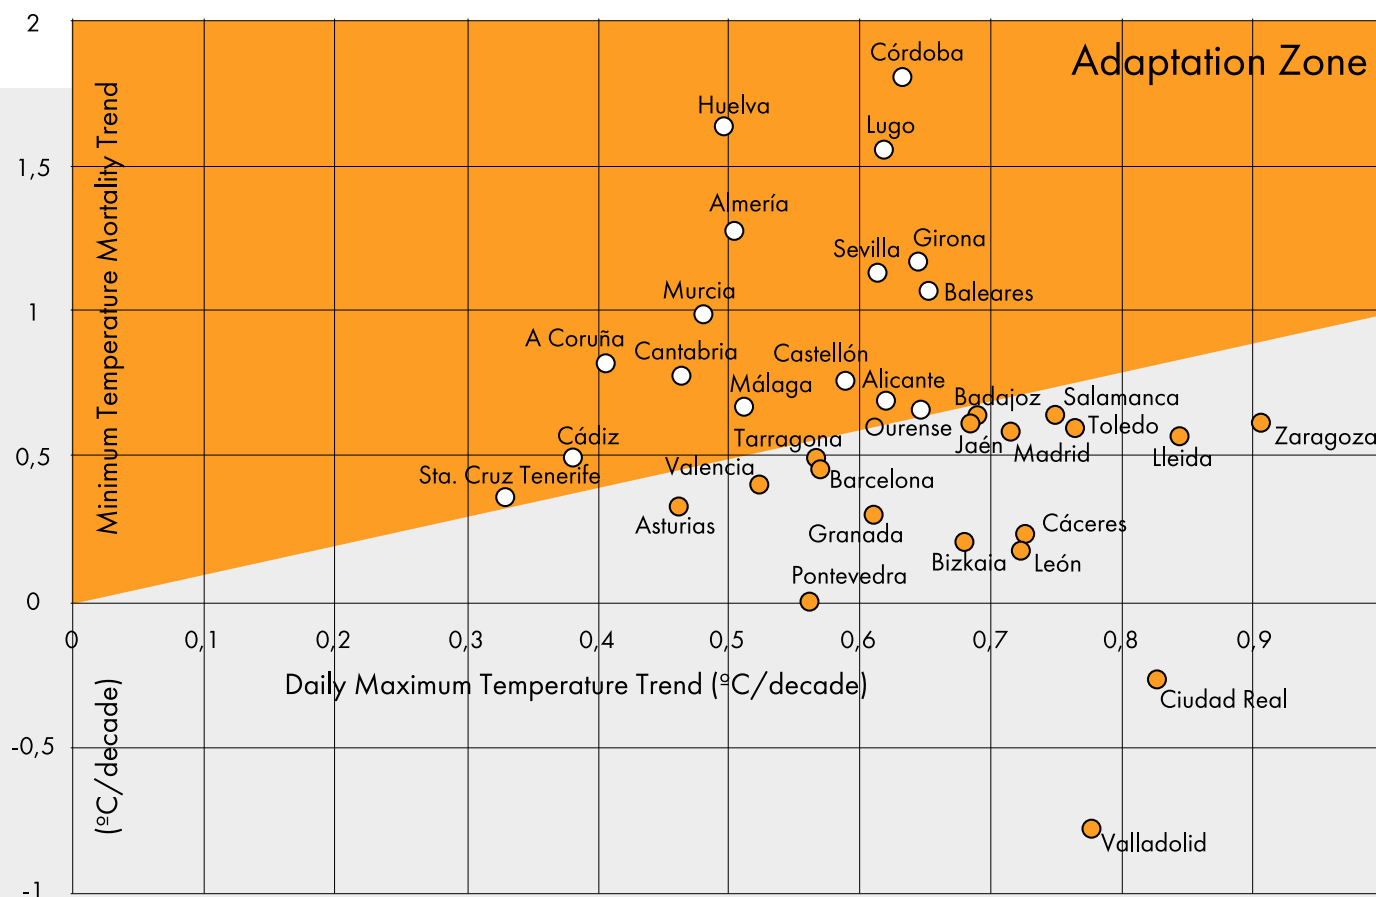 2
Adaptation Zone
Córdoba
Huelva
Lugo
1,5
Almería
Sevilla
Girona
Baleares
Murcia
1
A Coruña
Cantabria
Castellón
Málaga
Alicante
Badajoz
Salamanca
Toledo
Zaragoza
Ourense
Jaén
Madrid
Lleida
Cádiz
Tarragona
0,5
Sta. Cruz Tenerife
Valencia
Barcelona
Asturias
Granada
Cáceres
Bizkaia
León
Pontevedra
0
0
0,1
0,2
0,3
0,4
0,5
0,6
0,7
0,8
0,9
Daily Maximum Temperature Trend (ºC/decade)
Ciudad Real
-0,5
Valladolid
-1
Minimum Temperature Mortality Trend
(ºC/decade)